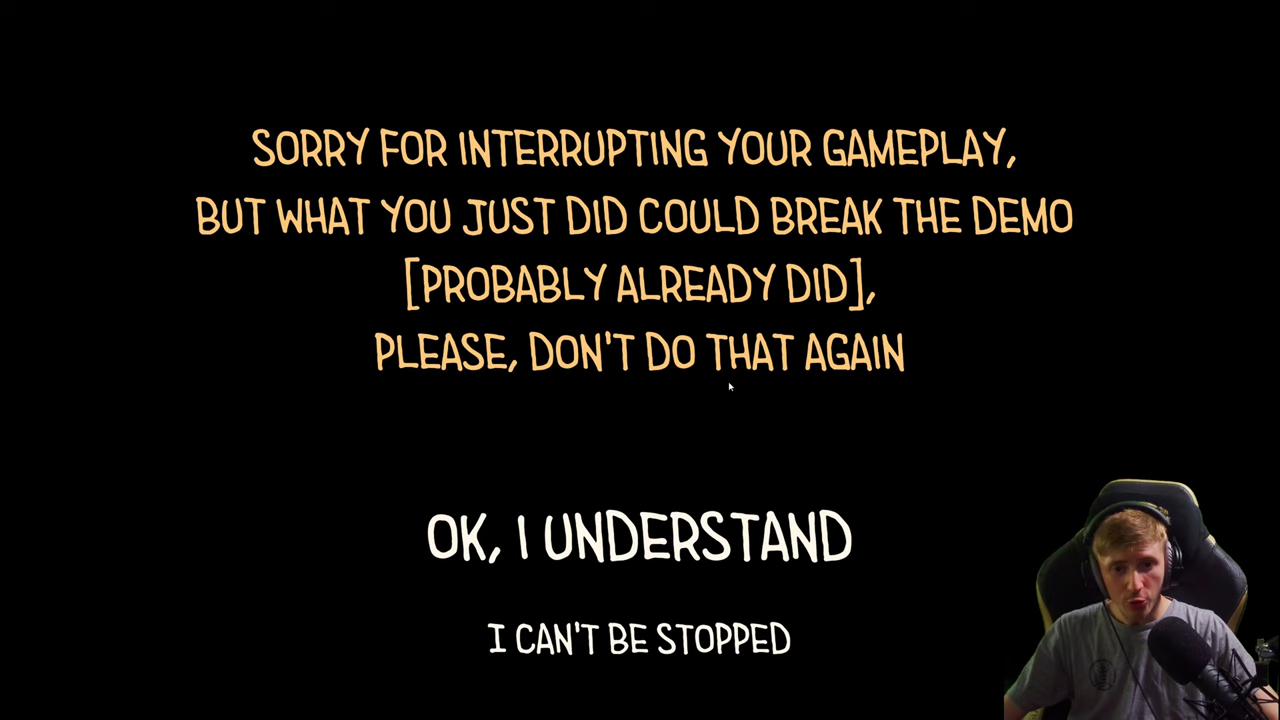 SORRY FOR INTERRUPTING YOUR GAMEPLAY,
BUT WHAT YOU JUST DID COULD BREAK THE DEMO
[PROBABLY ALREADY DID],
PLEASE, DON'T DO THAT AGAIN
OK, I UNDERSTAND
I CAN'T BE STOPPED